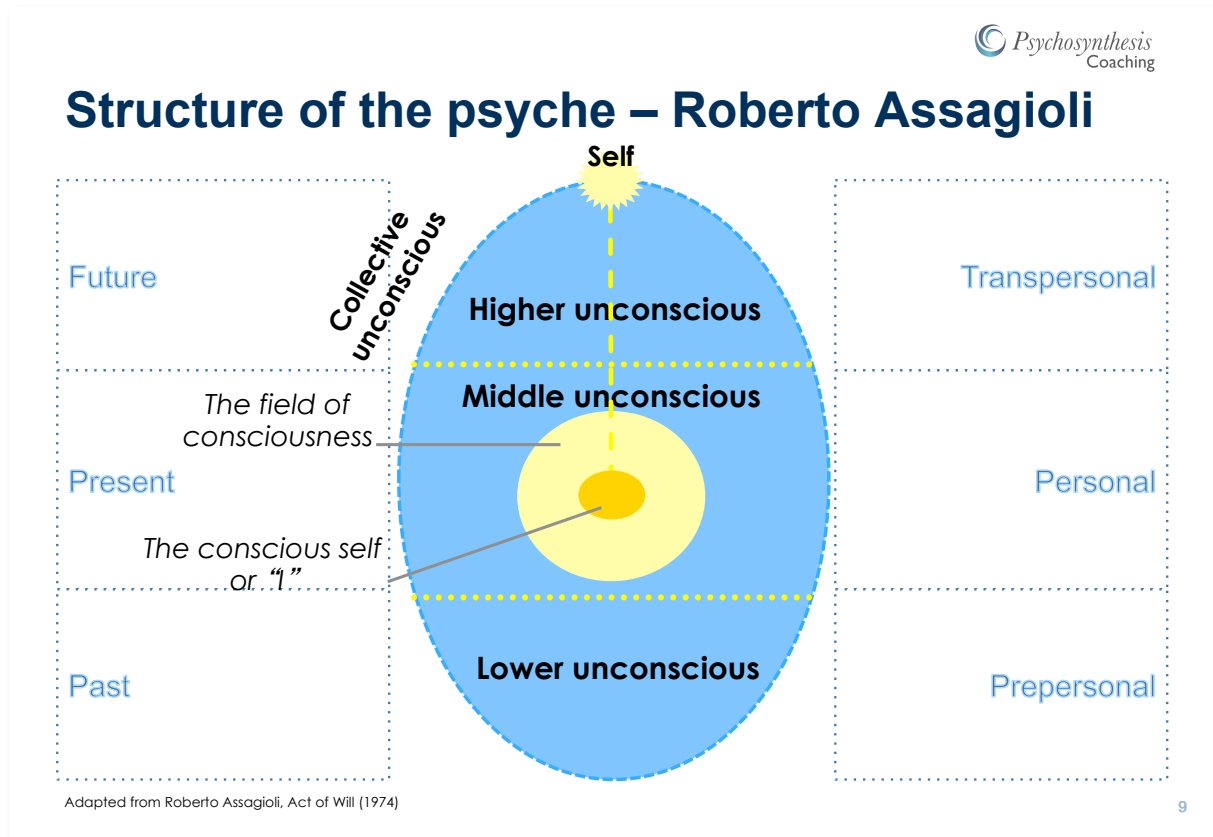 Psychosynthesis
Coaching
Structure of the psyche – Roberto Assagioli
Self
Collective
unconscious
Future
Transpersonal
Higher unconscious
Middle unconscious
The field of
consciousness
Present
Personal
The conscious self
or “I”
Lower unconscious
Past
Prepersonal
Adapted from Roberto Assagioli, Act of Will (1974)
9